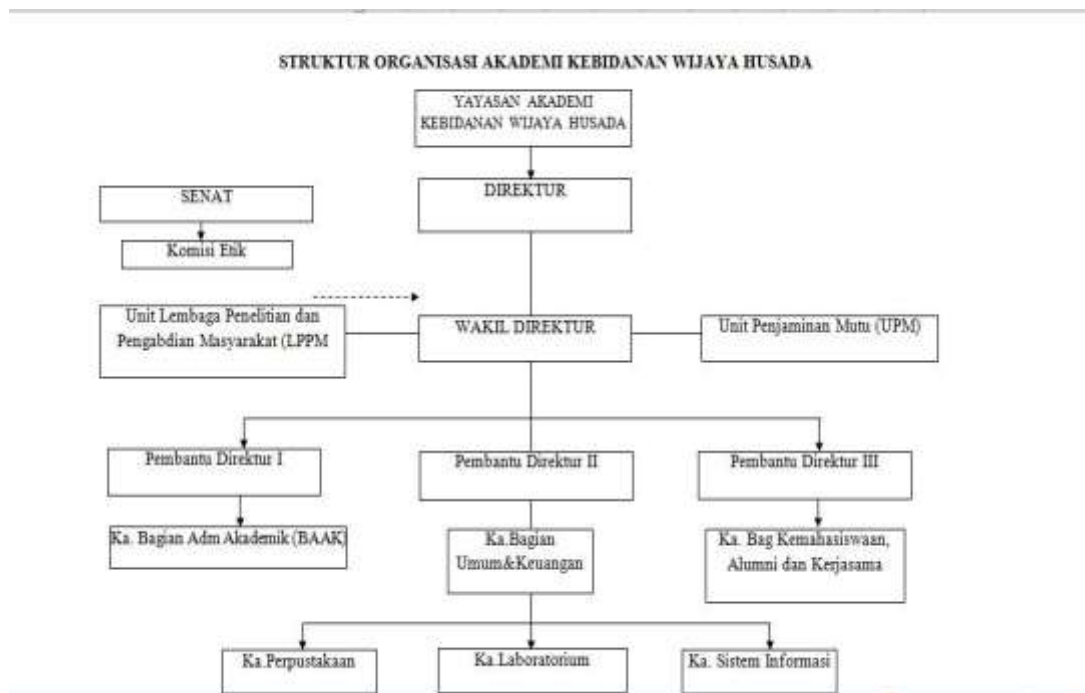 STRUKTUR ORGANISASI AKADEMI KEBIDANAN WIJAYA HUSADA
YAYASAN AKADEMI
KEBIDANAN WIJAYA HUSADA
DIREKTUR
SENAT
Komisi Etik
Unit Lembaga Penelitian dan
Pengabdian Masyarakat (LPPM
WAKIL DIREKTUR
Unit Penjaminan Mutu (UPM)
Pembantu Direktur I
Pembantu Direktur II
Pembantu Direktur III
Ka. Bagian Adm Akademik (BAAK)
Ka.Bagian
Umum&Keuangan
Ka. Bag Kemahasiswaan,
Alumni dan Kerjasama
Ka.Perpustakaan
Ka.Laboratorium
Ka. Sistem Informasi